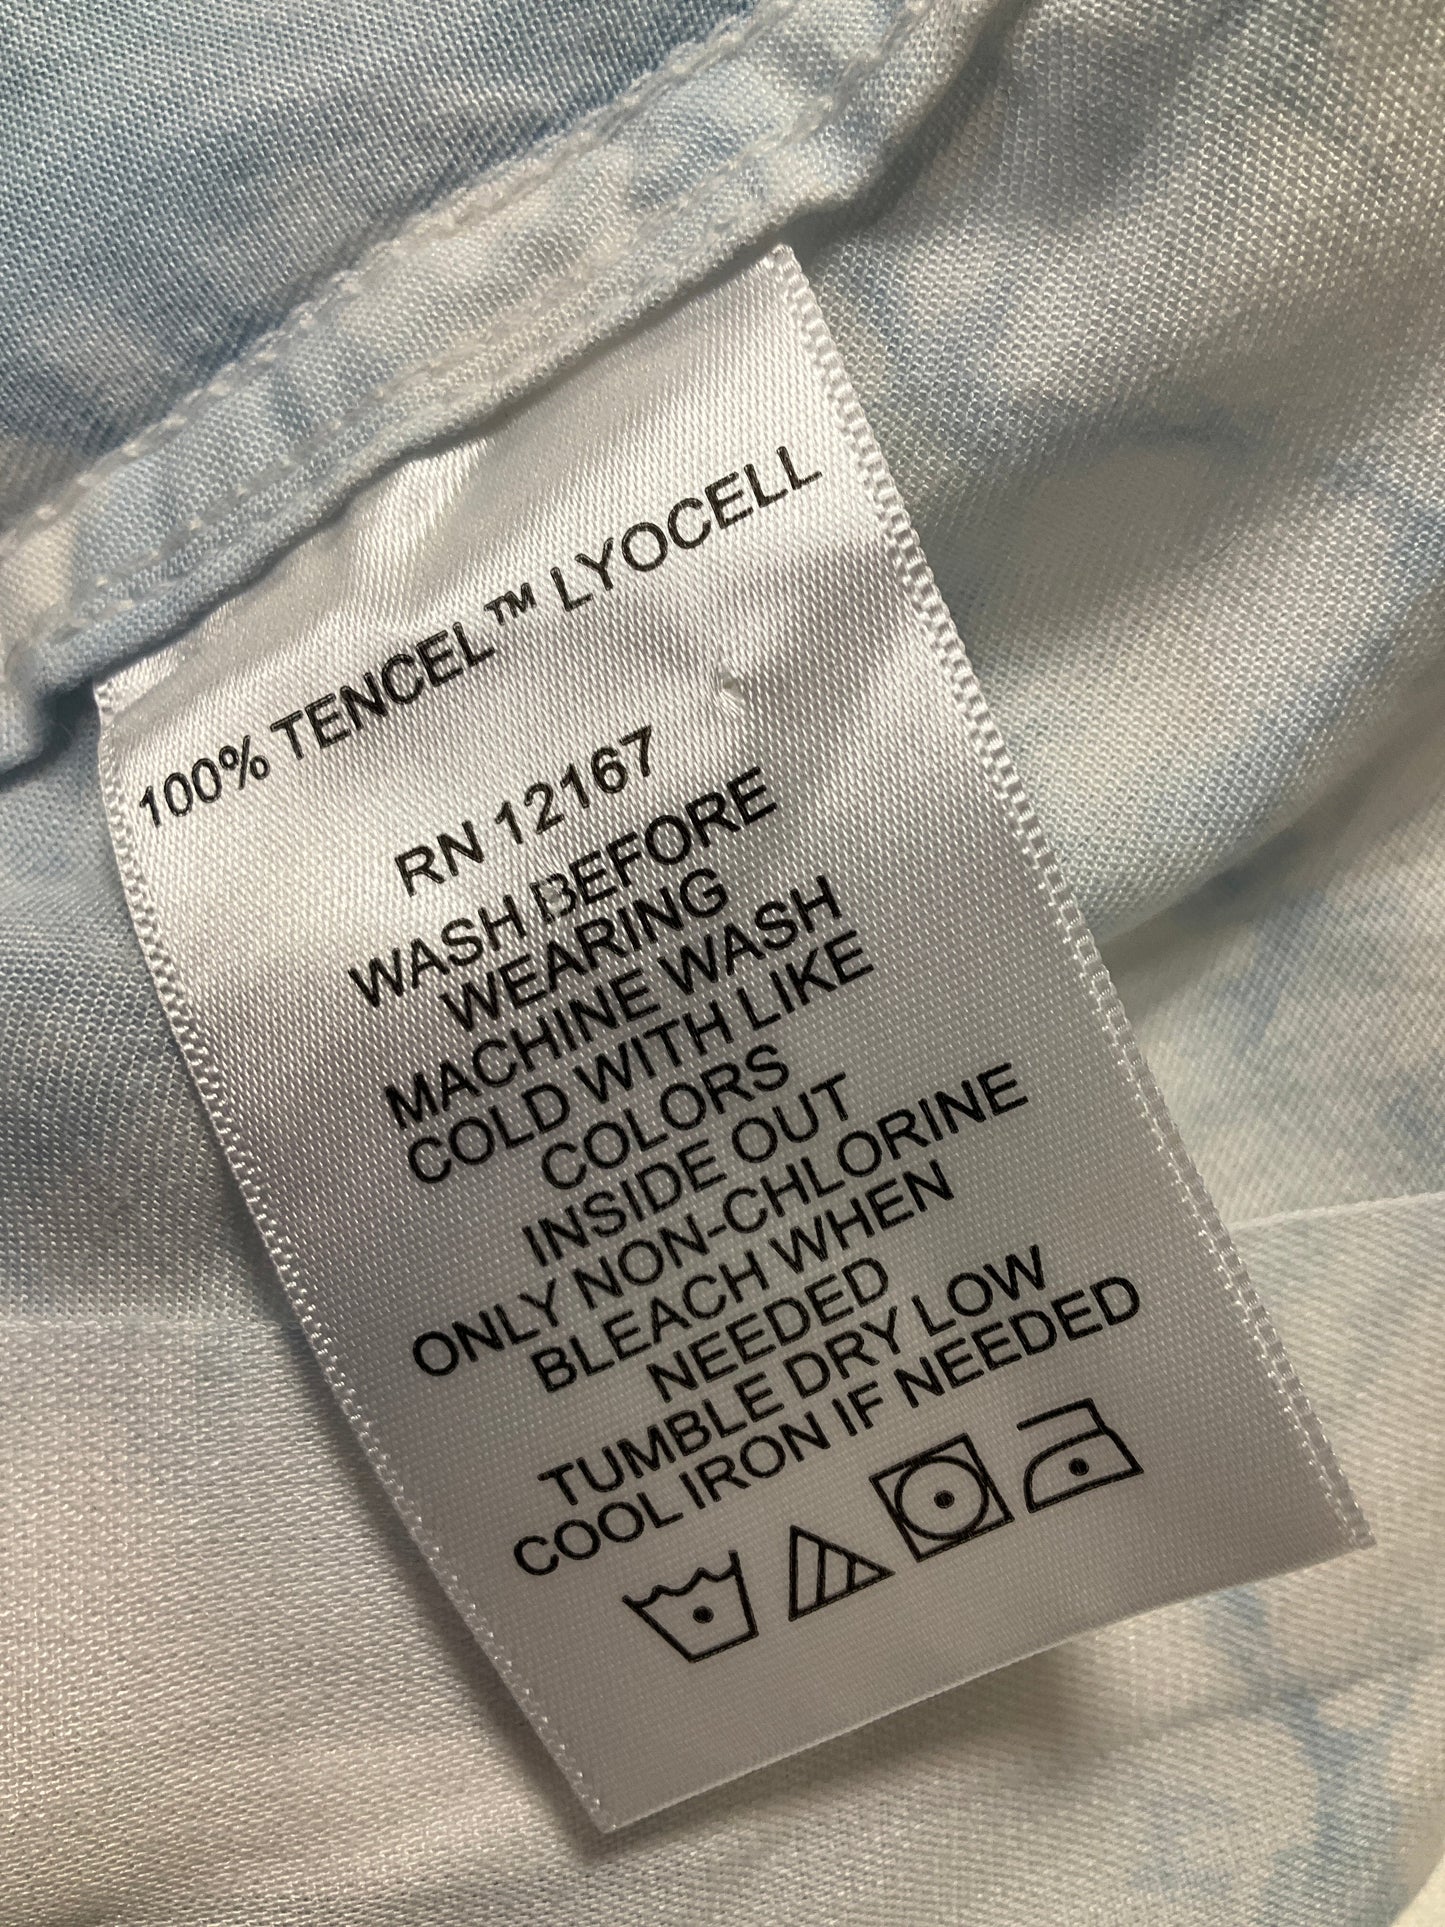 100% TENCEL™ LYOCELL
RN 12167
WASH BEFORE
WEARING
MACHINE WASH
COLD WITH LIKE
COLORS
INSIDE OUT
ONLY NON-CHLORINE
BLEACH WHEN
NEEDED
TUMBLE DRY LOW
COOL IRON IF NEEDED